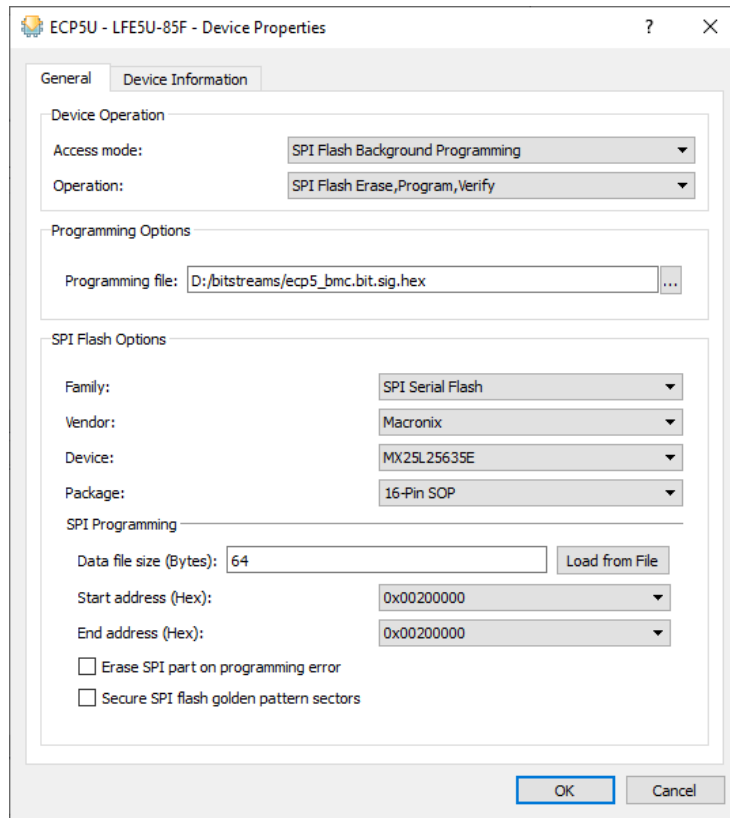 ECP5U - LFE5U-85F - Device Properties
General Device Information
Device Operation
Access mode: SPI Flash Background Programming
Operation: SPI Flash Erase,Program,Verify
Programming Options
Programming file: D:/bitstreams/ecp5_bmc.bit.sig.hex ...
SPI Flash Options
Family: SPI Serial Flash
Vendor: Macronix
Device: MX25L25635E
Package: 16-Pin SOP
SPI Programming
Data file size (Bytes): 64 Load from File
Start address (Hex): 0x00200000
End address (Hex): 0x00200000
Erase SPI part on programming error
Secure SPI flash golden pattern sectors
OK Cancel